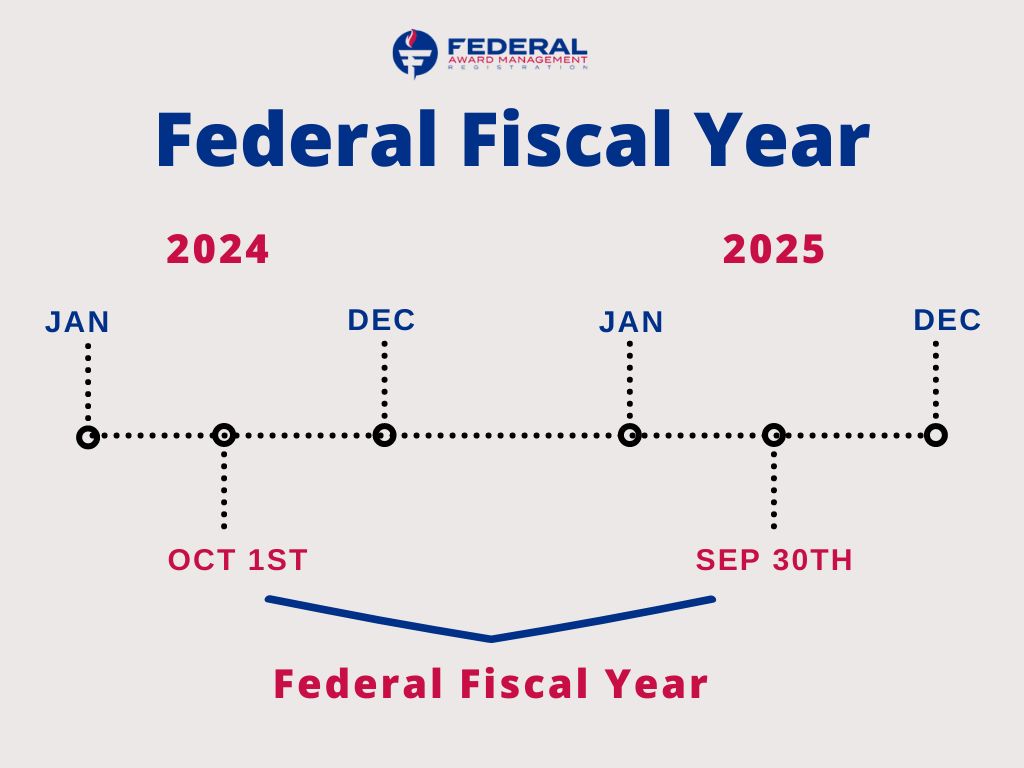 FEDERAL
AWARD MANAGEMENT
REGISTRATION
Federal Fiscal Year
2024 2025
JAN DEC JAN DEC
OCT 1ST SEP 30TH
Federal Fiscal Year